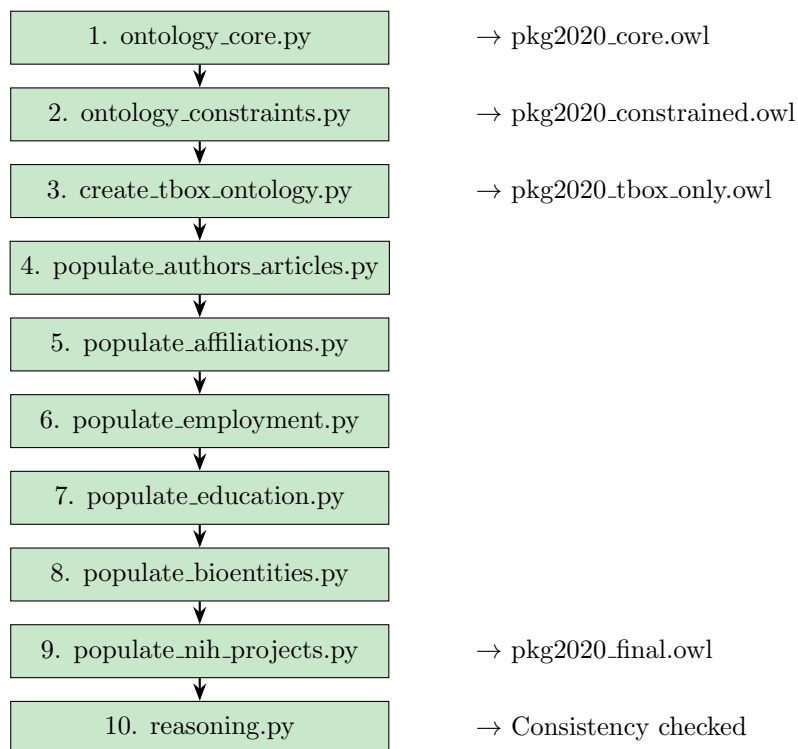 1. ontology_core.py → pkg2020_core.owl
2. ontology_constraints.py → pkg2020_constrained.owl
3. create_tbox_ontology.py → pkg2020_tbox_only.owl
4. populate_authors_articles.py
5. populate_affiliations.py
6. populate_employment.py
7. populate_education.py
8. populate_bioentities.py
9. populate_nih_projects.py → pkg2020_final.owl
10. reasoning.py → Consistency checked